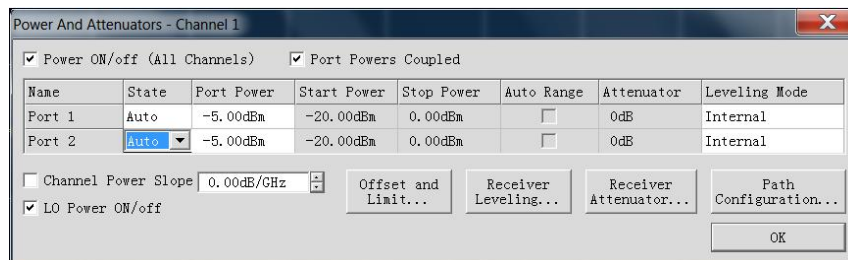 Power And Attenuators - Channel 1
Power ON/off (All Channels) Port Powers Coupled
Name State Port Power Start Power Stop Power Auto Range Attenuator Leveling Mode
Port 1 Auto -5.00dBm -20.00dBm 0.00dBm 0dB Internal
Port 2 Auto -5.00dBm -20.00dBm 0.00dBm 0dB Internal
Channel Power Slope 0.00dB/GHz
LO Power ON/off
Offset and
Limit...
Receiver
Leveling...
Receiver
Attenuator...
Path
Configuration...
OK